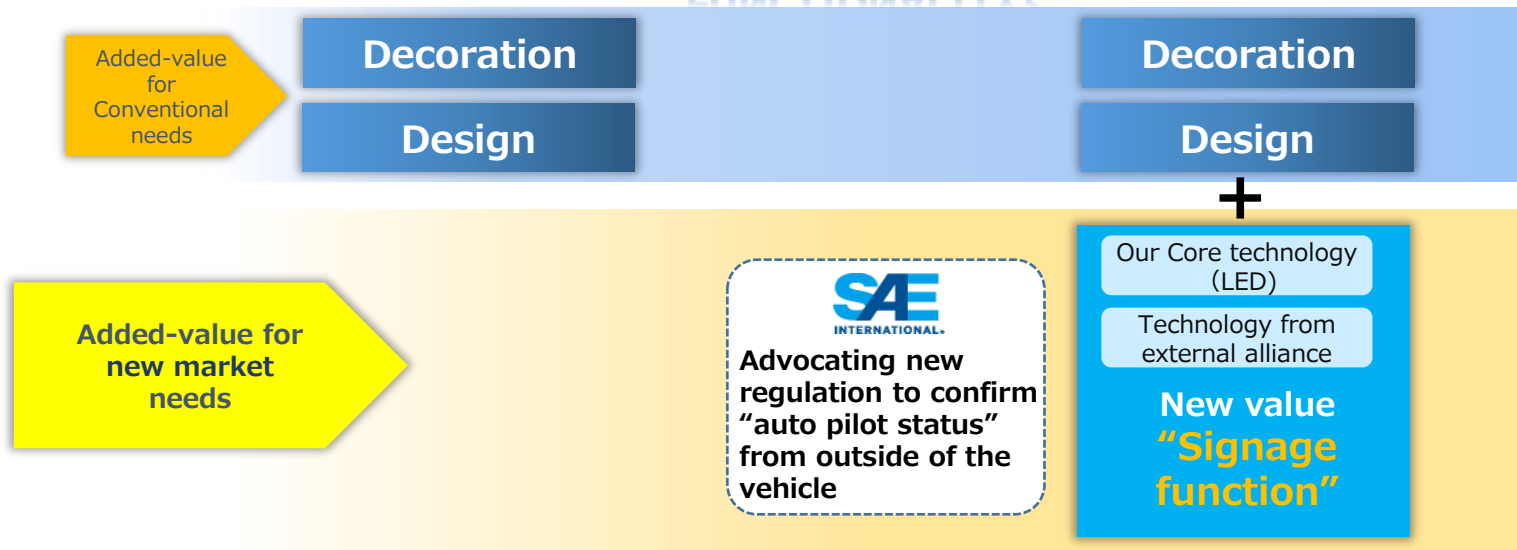 Added-value
for
Conventional
needs
Decoration
Design
Decoration
Design
+
Added-value for
new market
needs
SAE
INTERNATIONAL®
Advocating new
regulation to confirm
“auto pilot status”
from outside of the
vehicle
Our Core technology
（LED)
Technology from
external alliance
New value
“Signage
function”